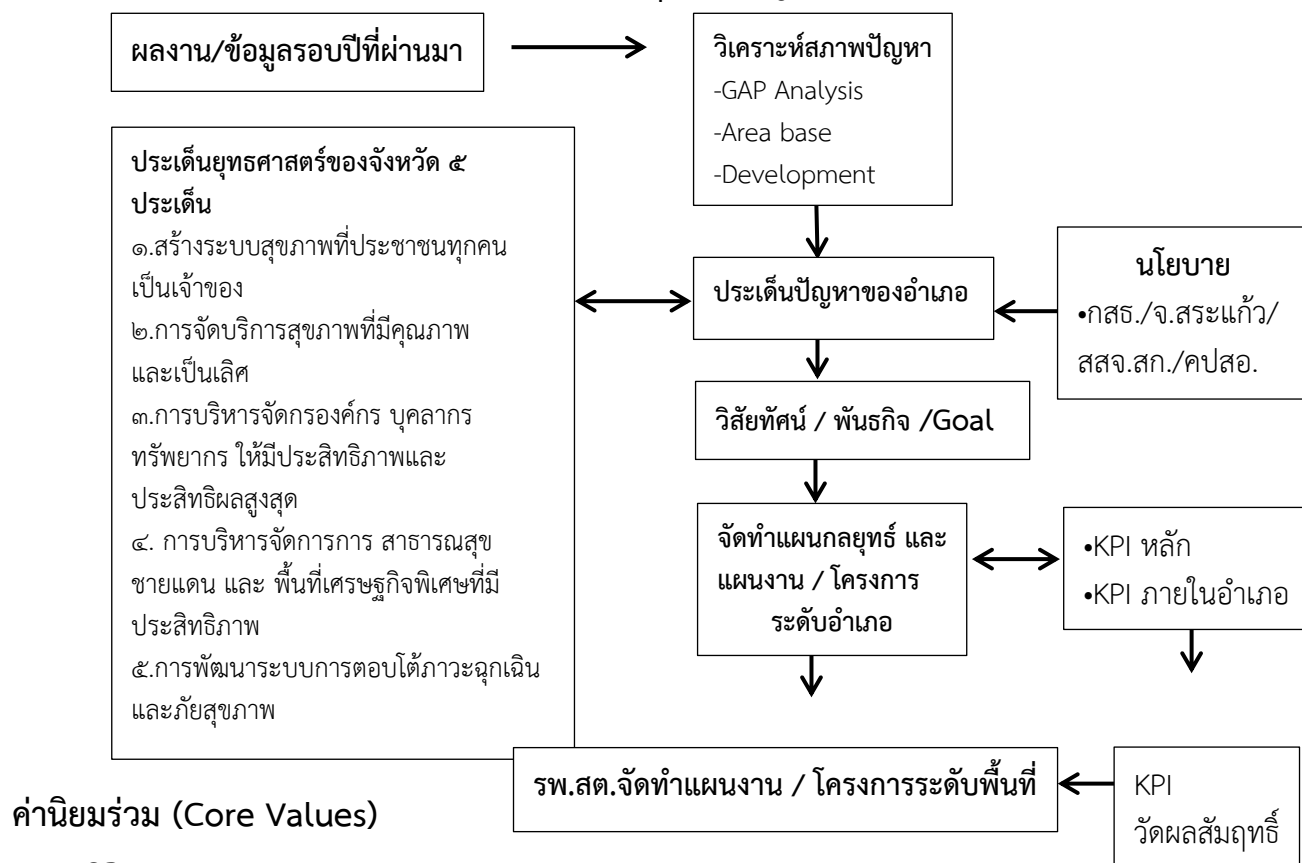 ผลงาน/ข้อมูลรอบปีที่ผ่านมา
วิเคราะห์สภาพปัญหา
-GAP Analysis
-Area base
-Development
ประเด็นยุทธศาสตร์ของจังหวัด ๕
ประเด็น
๑.สร้างระบบสุขภาพที่ประชาชนทุกคน
เป็นเจ้าของ
๒.การจัดบริการสุขภาพที่มีคุณภาพ
และเป็นเลิศ
๓.การบริหารจัดกรองค์กร บุคลากร
ทรัพยากร ให้มีประสิทธิภาพและ
ประสิทธิผลสูงสุด
๔. การบริหารจัดการการ สาธารณสุข
ชายแดน และ พื้นที่เศรษฐกิจพิเศษที่มี
ประสิทธิภาพ
๕.การพัฒนาระบบการตอบโต้ภาวะฉุกเฉิน
และภัยสุขภาพ
ประเด็นปัญหาของอำเภอ
นโยบาย
•กสธ./จ.สระแก้ว/
สสจ.สก./คปสอ.
วิสัยทัศน์ / พันธกิจ /Goal
จัดทำแผนกลยุทธ์ และ
แผนงาน / โครงการ
ระดับอำเภอ
•KPI หลัก
•KPI ภายในอำเภอ
รพ.สต.จัดทำแผนงาน / โครงการระดับพื้นที่
KPI
วัดผลสัมฤทธิ์
ค่านิยมร่วม (Core Values)